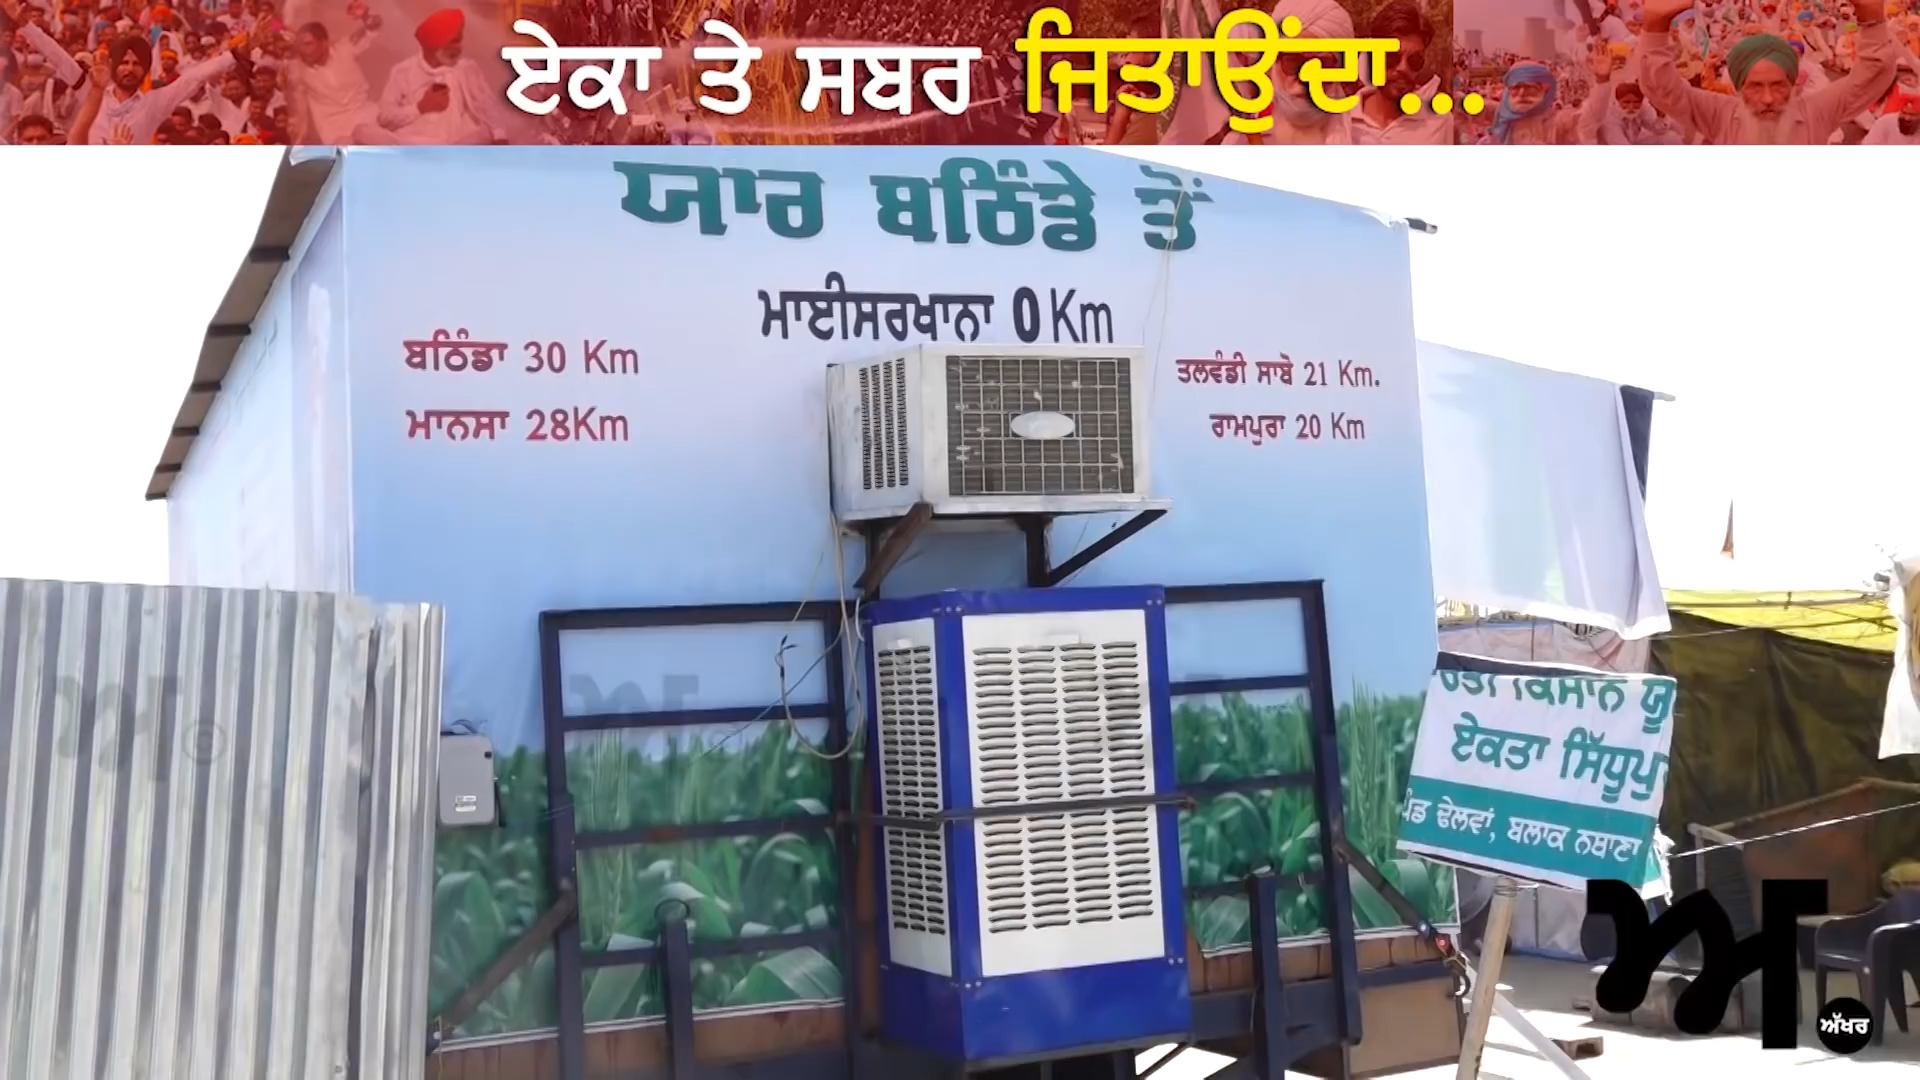 ਏਕਾ ਤੇ ਸਬਰ ਜਿਤਾਉਂਦਾ...
ਯਾਰ ਬਠਿੰਡੇ ਤੋਂ
ਮਾਈਸਰਖਾਨਾ 0 Km
ਬਠਿੰਡਾ 30 Km
ਮਾਨਸਾ 28Km
ਤਲਵੰਡੀ ਸਾਬੋ 21 Km.
ਰਾਮਪੁਰਾ 20 Km
ਕਿਸਾਨ
ਏਕਤਾ
ਢੇਲਵਾਂ, ਬਲਾਕ ਨਥਾਣਾ
ਅ
ਅੱਖਰ